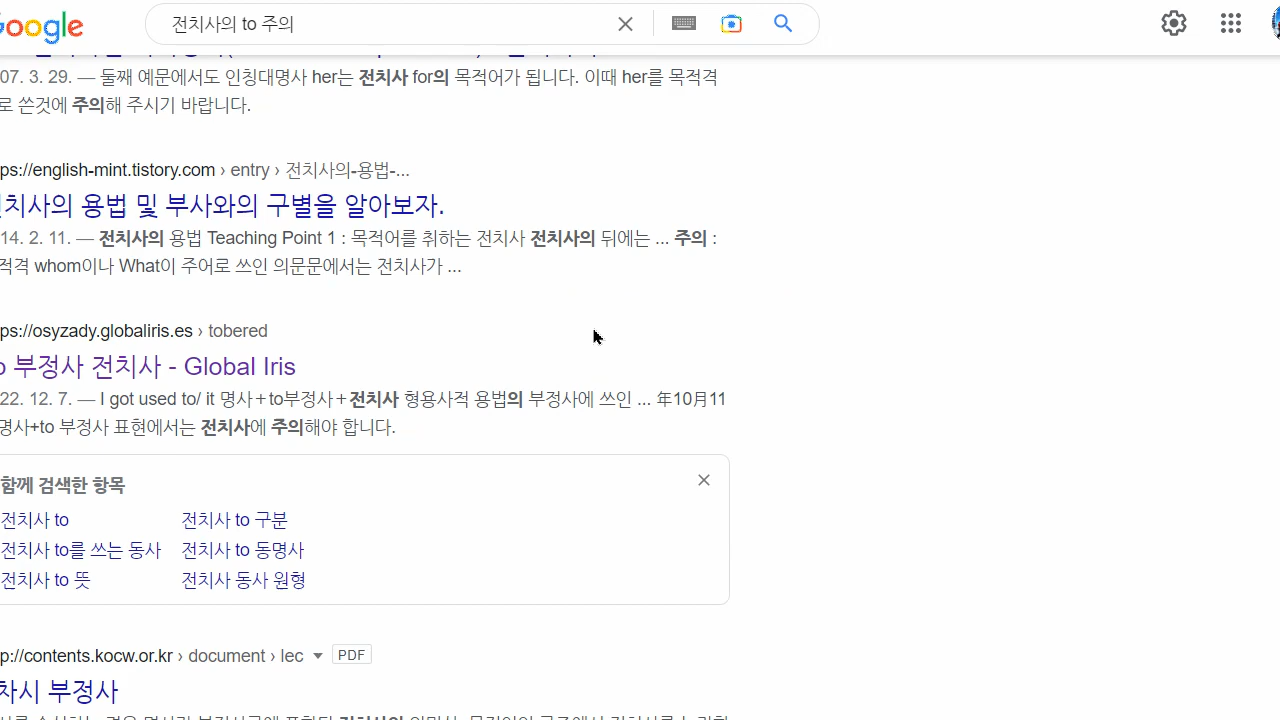 Google
전치사의 to 주의
07. 3. 29. — 둘째 예문에서도 인칭대명사 her는 전치사 for의 목적어가 됩니다. 이때 her를 목적격
로 쓴것에 주의해 주시기 바랍니다.
ps://english-mint.tistory.com › entry › 전치사의-용법-...
치사의 용법 및 부사와의 구별을 알아보자.
14. 2. 11. — 전치사의 용법 Teaching Point 1 : 목적어를 취하는 전치사 전치사의 뒤에는 ... 주의 :
적격 whom이나 What이 주어로 쓰인 의문문에서는 전치사가 ...
ps://osyzady.globaliris.es › tobered
o 부정사 전치사 - Global Iris
22. 12. 7. — I got used to/ it 명사+to부정사+전치사 형용사적 용법의 부정사에 쓰인 ... 年10月11
명사+to 부정사 표현에서는 전치사에 주의해야 합니다.
함께 검색한 항목
전치사 to 전치사 to 구분
전치사 to를 쓰는 동사 전치사 to 동명사
전치사 to 뜻 전치사 동사 원형
p://contents.kocw.or.kr › document › lec PDF
차시 부정사